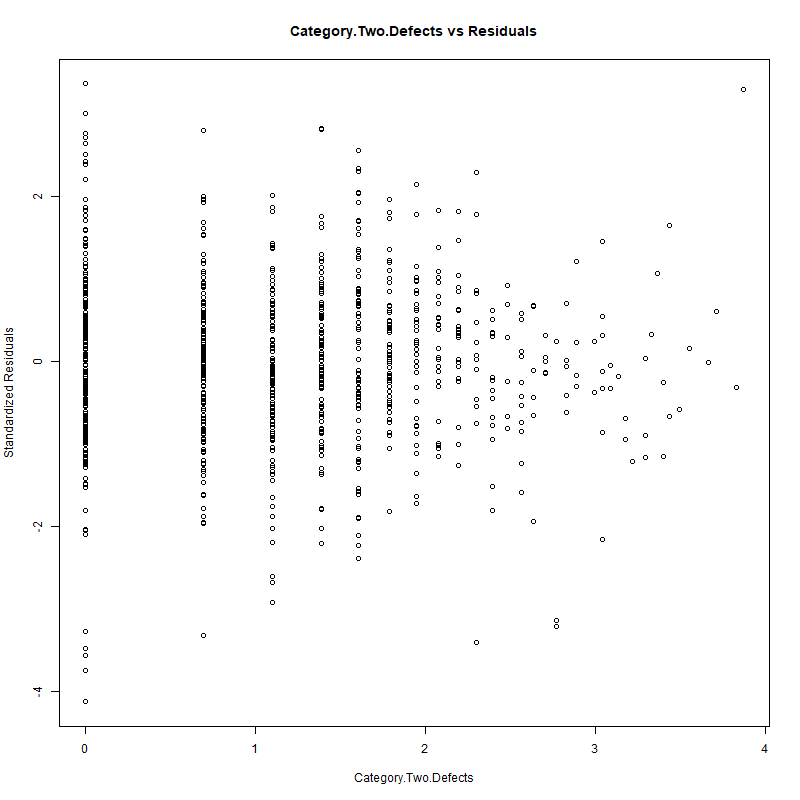 Category.Two.Defects vs Residuals
Standardized Residuals
2
0
-2
-4
0 1 2 3 4
Category.Two.Defects